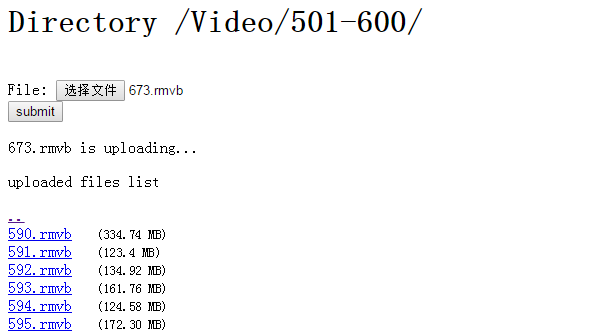 Directory /Video/501-600/
File: 选择文件 673.rmvb
submit
673.rmvb is uploading...
uploaded files list
..
590.rmvb (334.74 MB)
591.rmvb (123.4 MB)
592.rmvb (134.92 MB)
593.rmvb (161.76 MB)
594.rmvb (124.58 MB)
595.rmvb (172.30 MB)